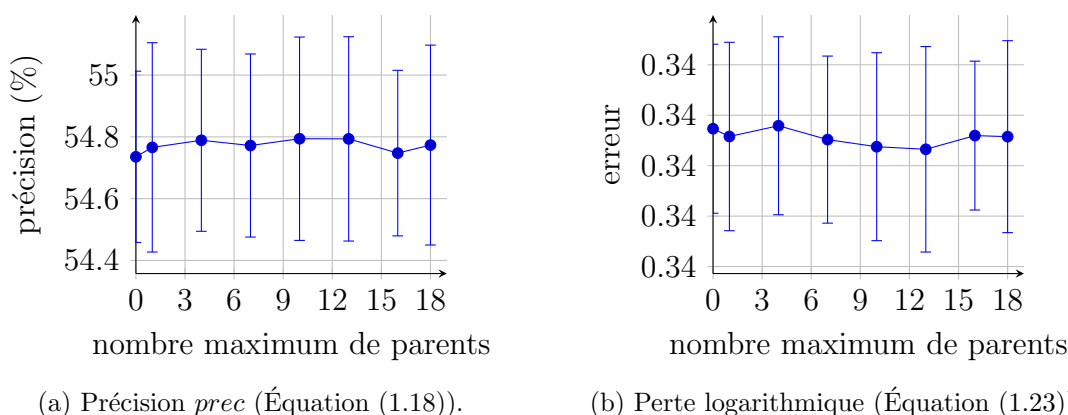 55
54.8
54.6
54.4
précision (%)
0 3 6 9 12 15 18
nombre maximum de parents
(a) Précision prec (Équation (1.18)).
0.34
0.34
0.34
0.34
0.34
erreur
0 3 6 9 12 15 18
nombre maximum de parents
(b) Perte logarithmique (Équation (1.23)